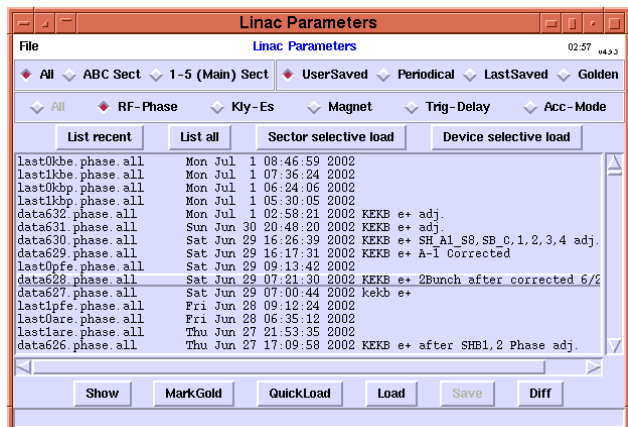 Linac Parameters
File Linac Parameters 02:57 v4.9.3
All ABC Sect 1-5 (Main) Sect UserSaved Periodical LastSaved Golden
All RF-Phase Kly-Es Magnet Trig-Delay Acc-Mode
List recent List all Sector selective load Device selective load
last0kbe.phase.all Mon Jul 1 08:46:59 2002
last1kbe.phase.all Mon Jul 1 07:36:24 2002
last0kbp.phase.all Mon Jul 1 06:24:06 2002
last1kbp.phase.all Mon Jul 1 05:30:05 2002
data632.phase.all Mon Jul 1 02:58:21 2002 KEKB e+ adj.
data631.phase.all Sun Jun 30 20:48:20 2002 KEKB e+ adj.
data630.phase.all Sat Jun 29 16:26:39 2002 KEKB e+ SH_A1_S8,SB_C,1,2,3,4 adj.
data629.phase.all Sat Jun 29 16:17:31 2002 KEKB e+ A-1 Corrected
last0pfe.phase.all Sat Jun 29 09:13:42 2002
data628.phase.all Sat Jun 29 07:21:30 2002 KEKB e+ 2Bunch after corrected 6/2
data627.phase.all Sat Jun 29 07:00:44 2002 kekb e+
last1pfe.phase.all Fri Jun 28 09:12:24 2002
last0are.phase.all Fri Jun 28 06:35:12 2002
last1are.phase.all Thu Jun 27 21:53:35 2002
data626.phase.all Thu Jun 27 17:09:58 2002 KEKB e+ after SHB1,2 Phase adj.
Show MarkGold QuickLoad Load Save Diff